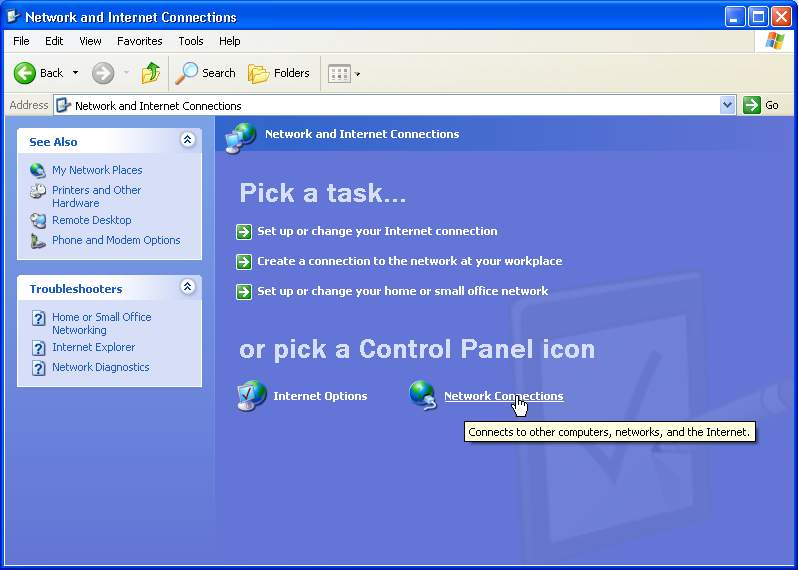 Network and Internet Connections
File Edit View Favorites Tools Help
Back Search Folders
Address Network and Internet Connections Go
See Also
My Network Places
Printers and Other
Hardware
Remote Desktop
Phone and Modem Options
Troubleshooters
Home or Small Office
Networking
Internet Explorer
Network Diagnostics
Network and Internet Connections
Pick a task...
Set up or change your Internet connection
Create a connection to the network at your workplace
Set up or change your home or small office network
or pick a Control Panel icon
Internet Options Network Connections
Connects to other computers, networks, and the Internet.